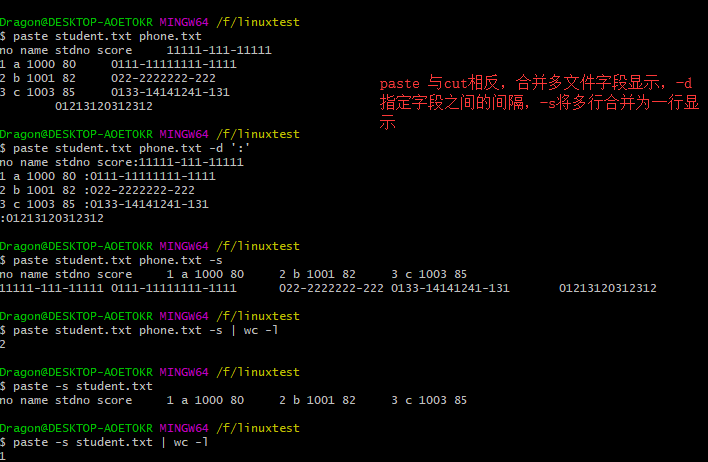 Dragon@DESKTOP-AOETOKR MINGW64 /f/linuxtest
$ paste student.txt phone.txt
no name stdno score     11111-111-11111
1 a 1000 80     0111-11111111-1111
2 b 1001 82     022-2222222-222
3 c 1003 85     0133-14141241-131
        01213120312312
paste 与cut相反，合并多文件字段显示，-d
指定字段之间的间隔，-s将多行合并为一行显
示
Dragon@DESKTOP-AOETOKR MINGW64 /f/linuxtest
$ paste student.txt phone.txt -d ':'
no name stdno score:11111-111-11111
1 a 1000 80 :0111-11111111-1111
2 b 1001 82 :022-2222222-222
3 c 1003 85 :0133-14141241-131
:01213120312312
Dragon@DESKTOP-AOETOKR MINGW64 /f/linuxtest
$ paste student.txt phone.txt -s
no name stdno score     1 a 1000 80     2 b 1001 82     3 c 1003 85
11111-111-11111 0111-11111111-1111      022-2222222-222 0133-14141241-131       01213120312312
Dragon@DESKTOP-AOETOKR MINGW64 /f/linuxtest
$ paste student.txt phone.txt -s | wc -l
2
Dragon@DESKTOP-AOETOKR MINGW64 /f/linuxtest
$ paste -s student.txt
no name stdno score     1 a 1000 80     2 b 1001 82     3 c 1003 85
Dragon@DESKTOP-AOETOKR MINGW64 /f/linuxtest
$ paste -s student.txt | wc -l
1